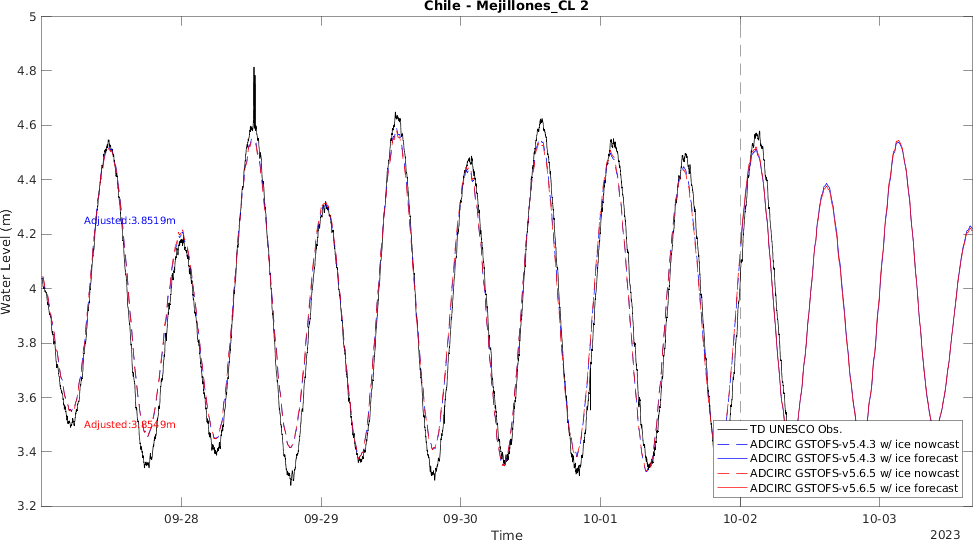 Chile - Mejillones_CL 2
5
4.8
4.6
4.4
4.2
4
3.8
3.6
3.4
3.2
Water Level (m)
Adjusted:3.8519m
Adjusted:3.8549m
TD UNESCO Obs.
ADCIRC GSTOFS-v5.4.3 w/ ice nowcast
ADCIRC GSTOFS-v5.4.3 w/ ice forecast
ADCIRC GSTOFS-v5.6.5 w/ ice nowcast
ADCIRC GSTOFS-v5.6.5 w/ ice forecast
09-28
09-29
09-30
10-01
10-02
10-03
Time
2023